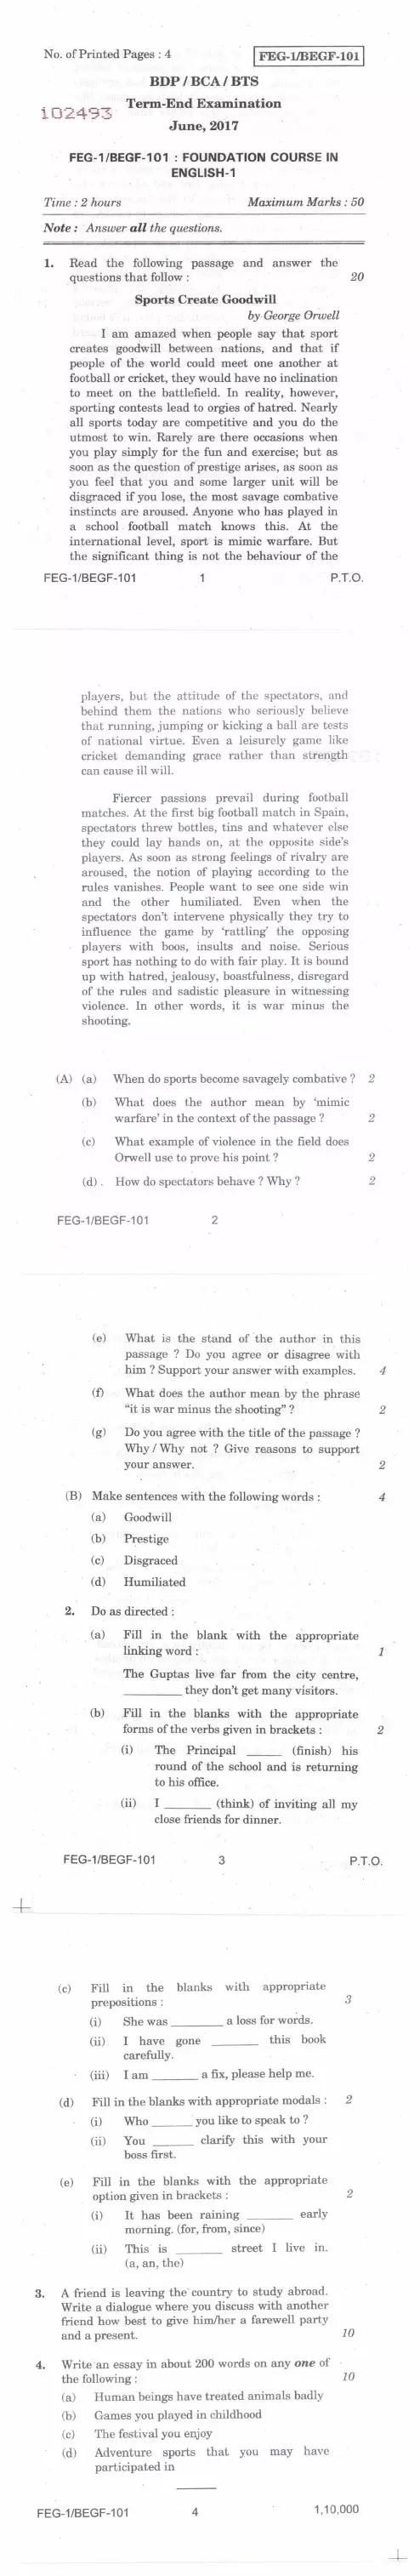 No. of Printed Pages : 4
FEG-1/BEGF-101
BDP / BCA / BTS
Term-End Examination
102493
June, 2017
FEG-1/BEGF-101 : FOUNDATION COURSE IN
ENGLISH-1
Time : 2 hours Maximum Marks : 50
Note : Answer all the questions.
1. Read the following passage and answer the
questions that follow : 20
Sports Create Goodwill
by George Orwell
I am amazed when people say that sport
creates goodwill between nations, and that if
people of the world could meet one another at
football or cricket, they would have no inclination
to meet on the battlefield. In reality, however,
sporting contests lead to orgies of hatred. Nearly
all sports today are competitive and you do the
utmost to win. Rarely are there occasions when
you play simply for the fun and exercise; but as
soon as the question of prestige arises, as soon as
you feel that you and some larger unit will be
disgraced if you lose, the most savage combative
instincts are aroused. Anyone who has played in
a school football match knows this. At the
international level, sport is mimic warfare. But
the significant thing is not the behaviour of the
FEG-1/BEGF-101 1 P.T.O.
players, but the attitude of the spectators, and
behind them the nations who seriously believe
that running, jumping or kicking a ball are tests
of national virtue. Even a leisurely game like
cricket demanding grace rather than strength
can cause ill will.
Fiercer passions prevail during football
matches. At the first big football match in Spain,
spectators threw bottles, tins and whatever else
they could lay hands on, at the opposite side's
players. As soon as strong feelings of rivalry are
aroused, the notion of playing according to the
rules vanishes. People want to see one side win
and the other humiliated. Even when the
spectators don't intervene physically they try to
influence the game by 'rattling' the opposing
players with boos, insults and noise. Serious
sport has nothing to do with fair play. It is bound
up with hatred, jealousy, boastfulness, disregard
of the rules and sadistic pleasure in witnessing
violence. In other words, it is war minus the
shooting.
(A) (a) When do sports become savagely combative ? 2
(b) What does the author mean by 'mimic
warfare' in the context of the passage ? 2
(c) What example of violence in the field does
Orwell use to prove his point ? 2
(d) . How do spectators behave ? Why ? 2
FEG-1/BEGF-101 2
(e) What is the stand of the author in this
passage ? Do you agree or disagree with
him ? Support your answer with examples. 4
(f) What does the author mean by the phrase
"it is war minus the shooting" ? 2
(g) Do you agree with the title of the passage ?
Why / Why not ? Give reasons to support
your answer. 2
(B) Make sentences with the following words : 4
(a) Goodwill
(b) Prestige
(c) Disgraced
(d) Humiliated
2. Do as directed :
(a) Fill in the blank with the appropriate
linking word : 1
The Guptas live far from the city centre,
________ they don't get many visitors.
(b) Fill in the blanks with the appropriate
forms of the verbs given in brackets : 2
(i) The Principal _____ (finish) his
round of the school and is returning
to his office.
(ii) I ______ (think) of inviting all my
close friends for dinner.
FEG-1/BEGF-101 3 P.T.O.
(c) Fill in the blanks with appropriate
prepositions : 3
(i) She was _______ a loss for words.
(ii) I have gone ______ this book
carefully.
(iii) I am ______ a fix, please help me.
(d) Fill in the blanks with appropriate modals : 2
(i) Who _____ you like to speak to ?
(ii) You _____ clarify this with your
boss first.
(e) Fill in the blanks with the appropriate
option given in brackets : 2
(i) It has been raining ______ early
morning. (for, from, since)
(ii) This is ______ street I live in.
(a, an, the)
3. A friend is leaving the country to study abroad.
Write a dialogue where you discuss with another
friend how best to give him/her a farewell party
and a present. 10
4. Write an essay in about 200 words on any one of
the following : 10
(a) Human beings have treated animals badly
(b) Games you played in childhood
(c) The festival you enjoy
(d) Adventure sports that you may have
participated in
FEG-1/BEGF-101 4 1,10,000